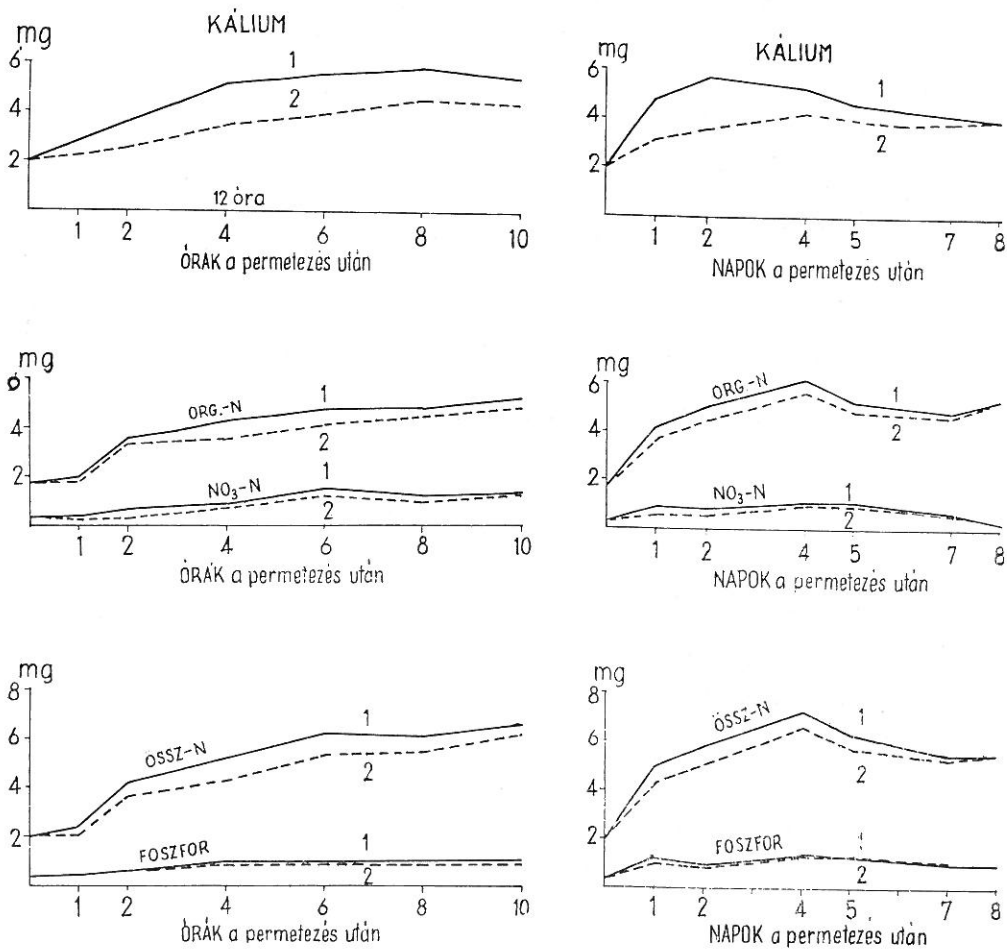 KÁLIUM
mg
6
4
2
1
2
12 óra
1 2 4 6 8 10
ÓRÁK a permetezés után
KÁLIUM
mg
6
4
2
1
2
1 2 4 5 7 8
NAPOK a permetezés után
mg
6
4
2
ORG.-N
1
2
NO3-N
1
2
1 2 4 6 8 10
ÓRÁK a permetezés után
mg
6
4
2
ORG-N
1
2
NO3-N
1
2
1 2 4 5 7 8
NAPOK a permetezés után
mg
8
6
4
2
ÖSSZ-N
1
2
FOSZFOR
1
2
1 2 4 6 8 10
ÓRÁK a permetezés után
mg
8
6
4
2
ÖSSZ-N
1
2
FOSZFOR
1
2
1 2 4 5 7 8
NAPOK a permetezés után